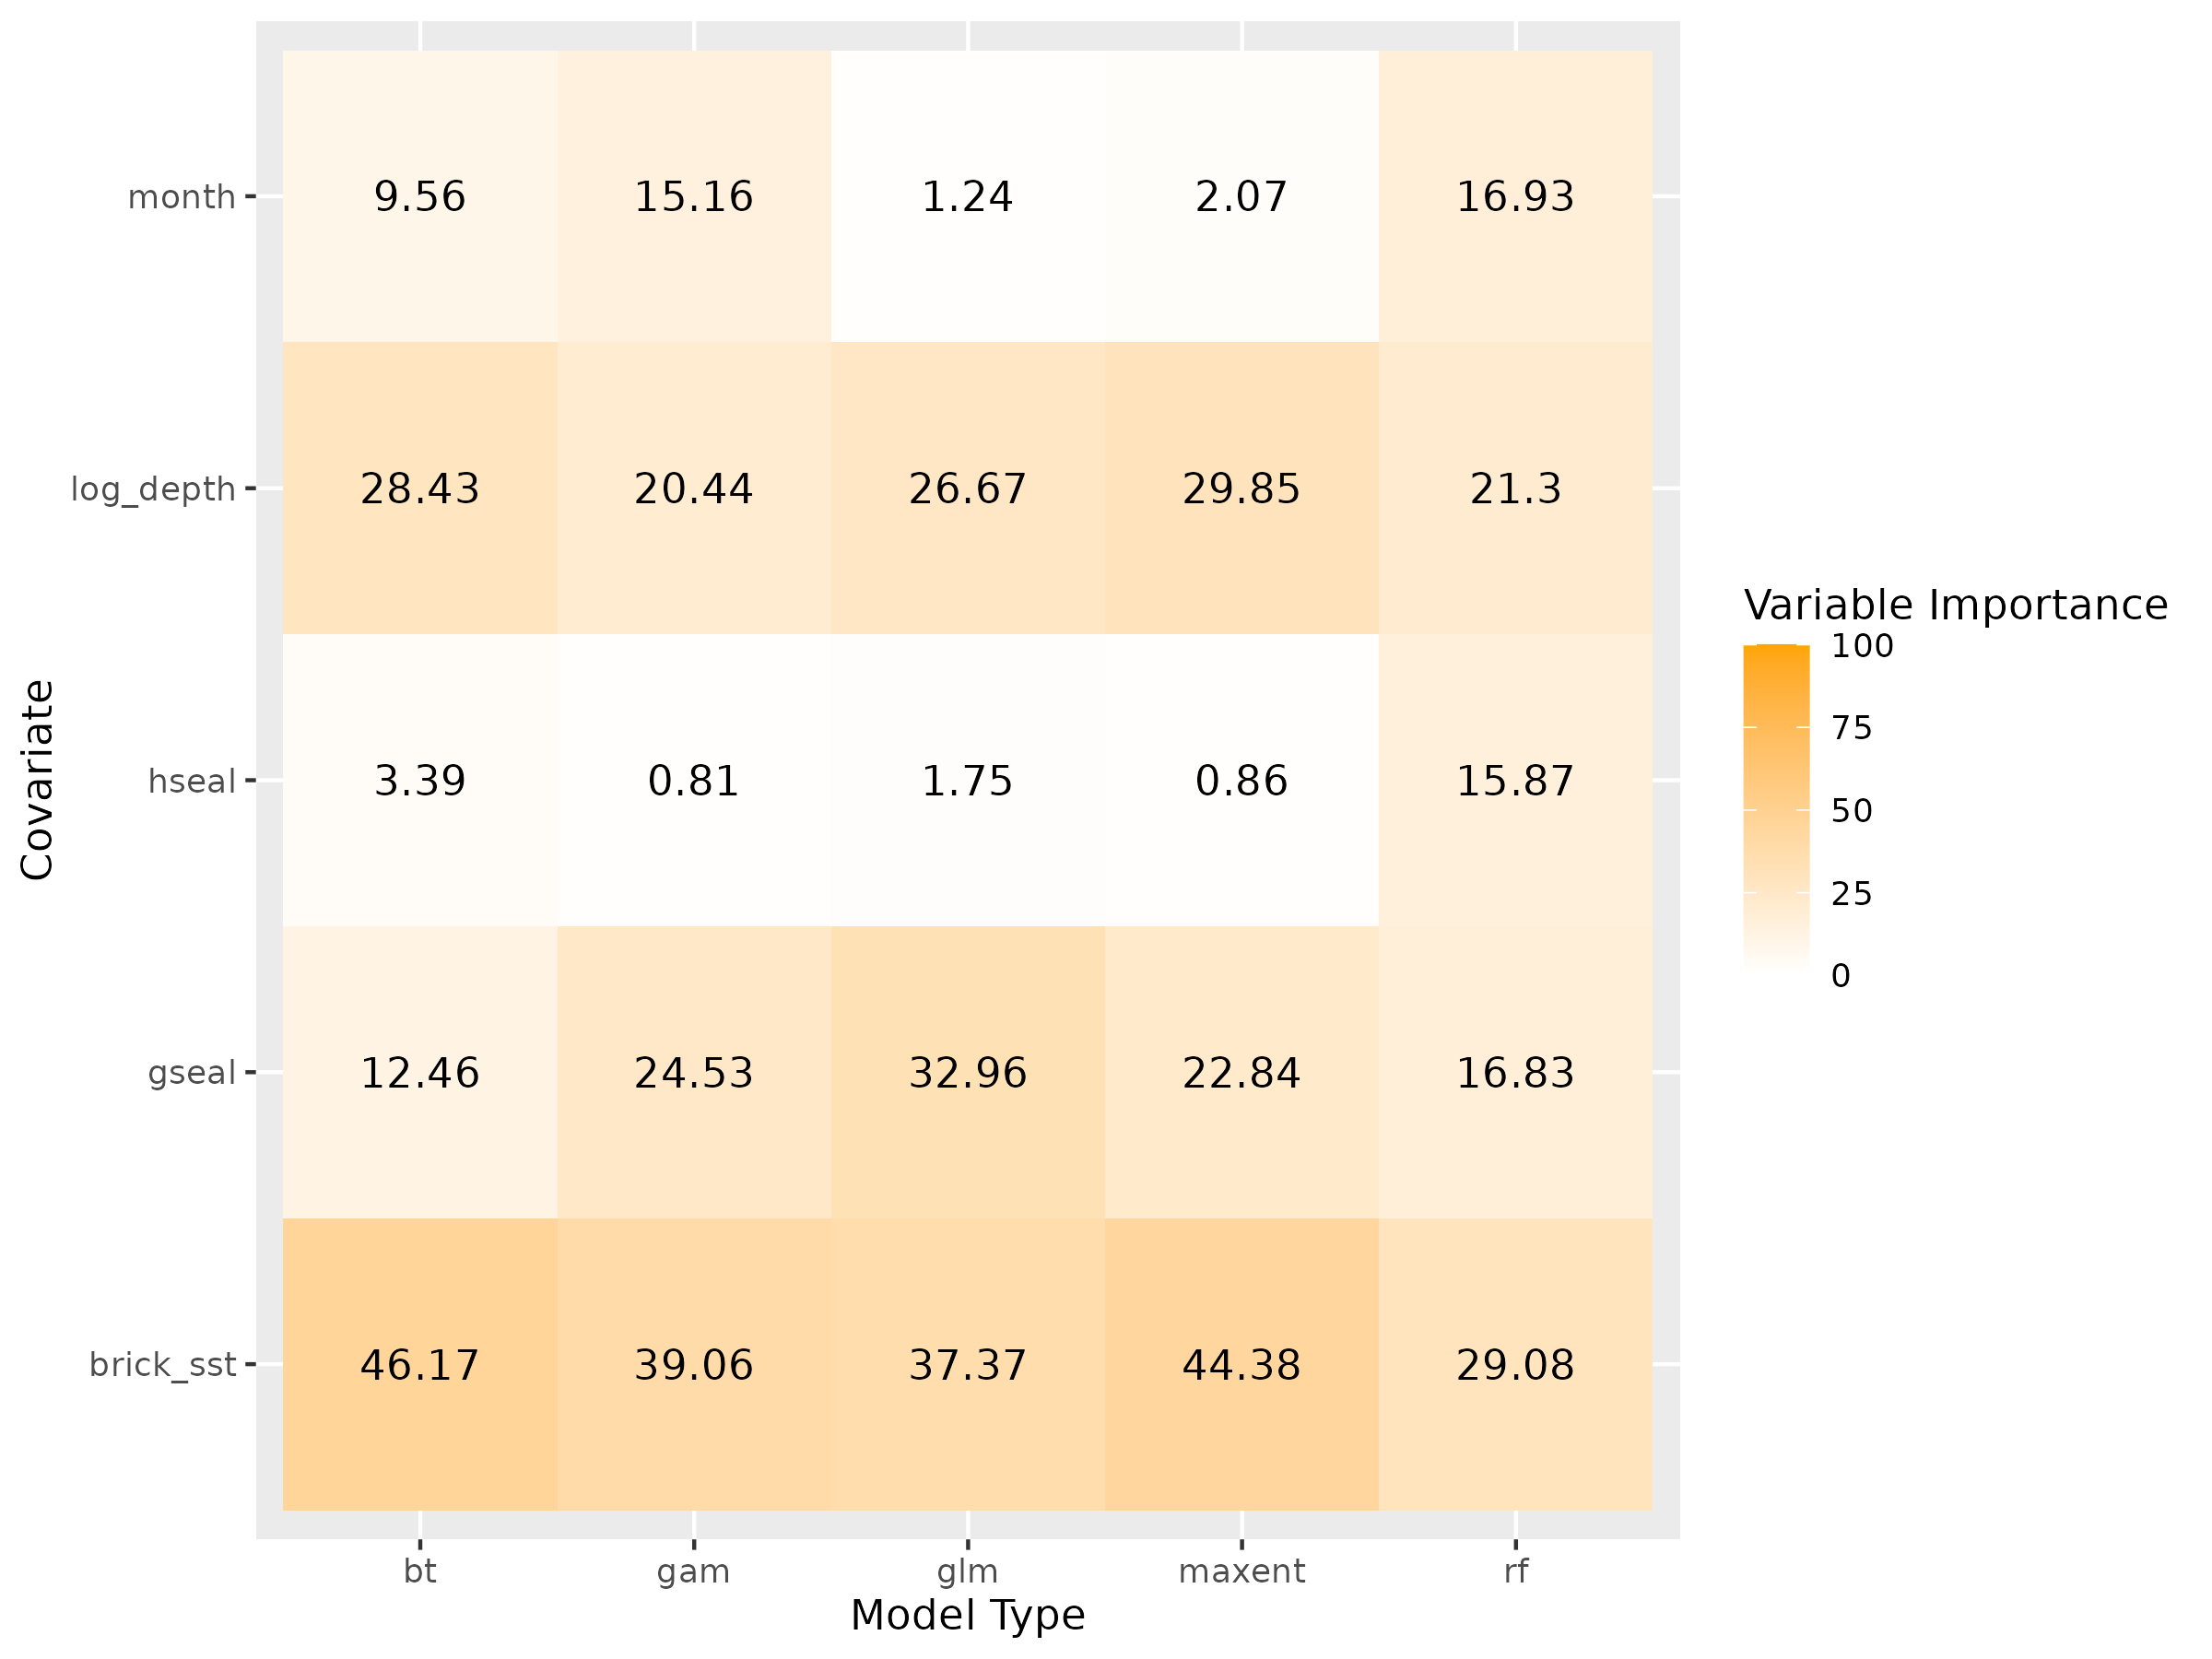 month 9.56 15.16 1.24 2.07 16.93
log_depth 28.43 20.44 26.67 29.85 21.3
hseal 3.39 0.81 1.75 0.86 15.87
gseal 12.46 24.53 32.96 22.84 16.83
brick_sst 46.17 39.06 37.37 44.38 29.08
bt gam glm maxent rf
Model Type
Covariate
Variable Importance
100
75
50
25
0